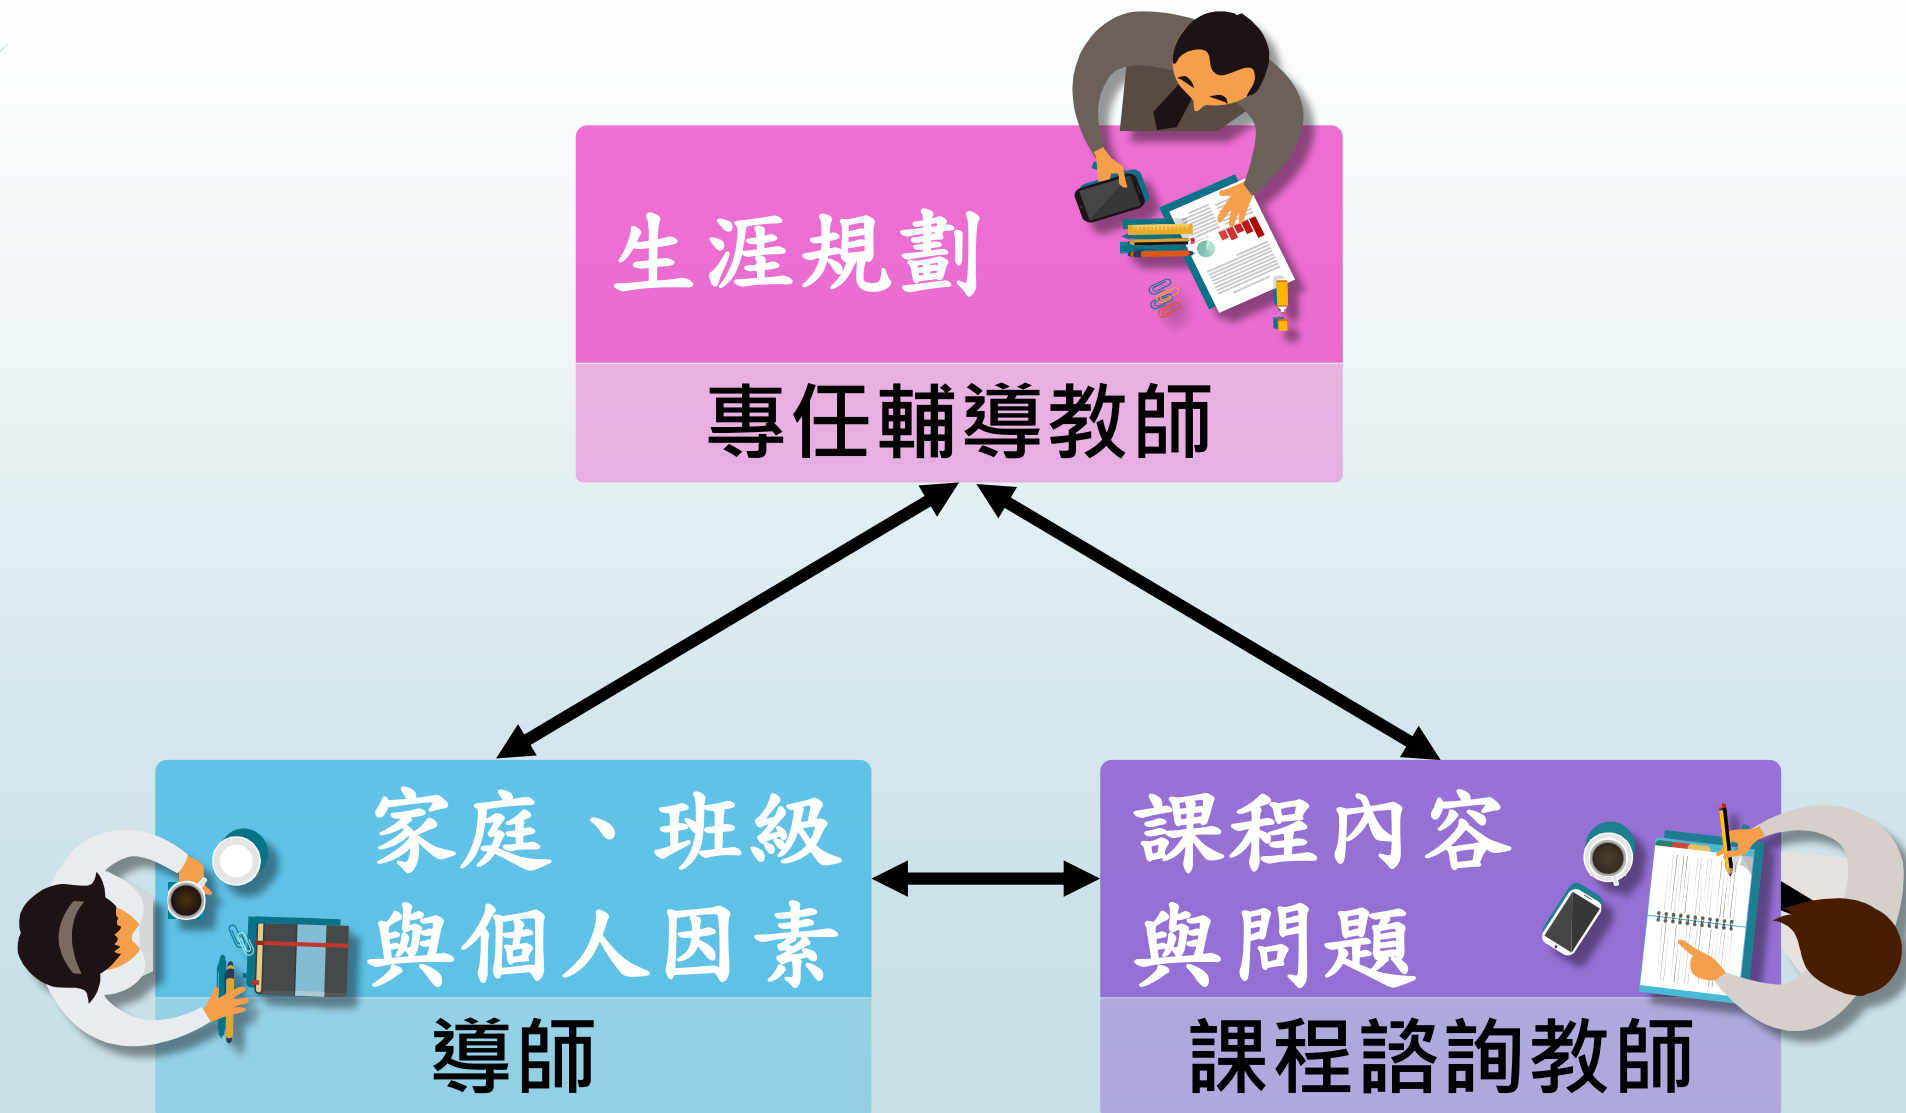 生涯規劃
專任輔導教師
家庭、班級
與個人因素
導師
課程內容
與問題
課程諮詢教師